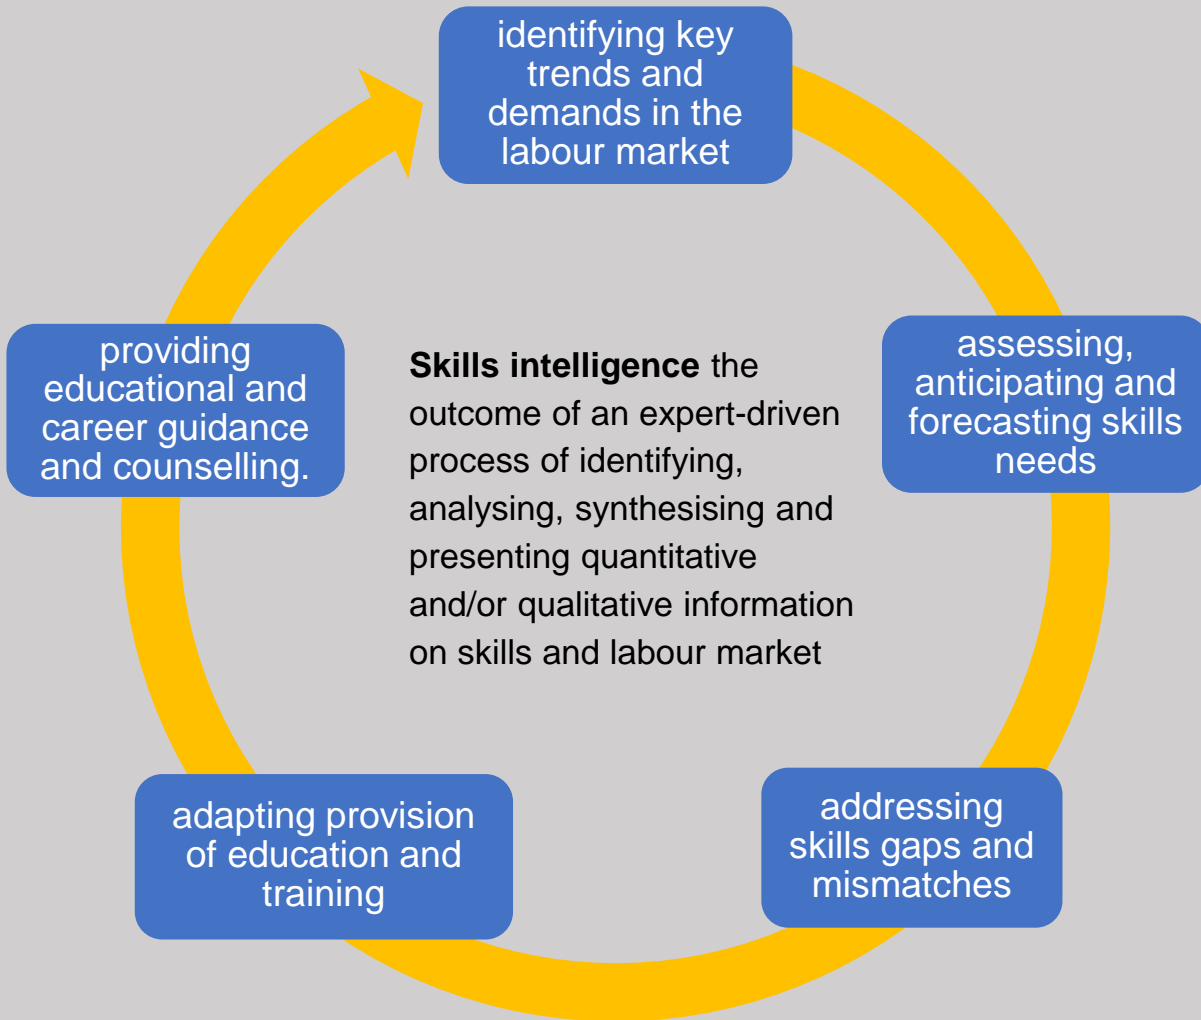 identifying key
trends and
demands in the
labour market
assessing,
anticipating and
forecasting skills
needs
addressing
skills gaps and
mismatches
adapting provision
of education and
training
providing
educational and
career guidance
and counselling.
Skills intelligence the
outcome of an expert-driven
process of identifying,
analysing, synthesising and
presenting quantitative
and/or qualitative information
on skills and labour market